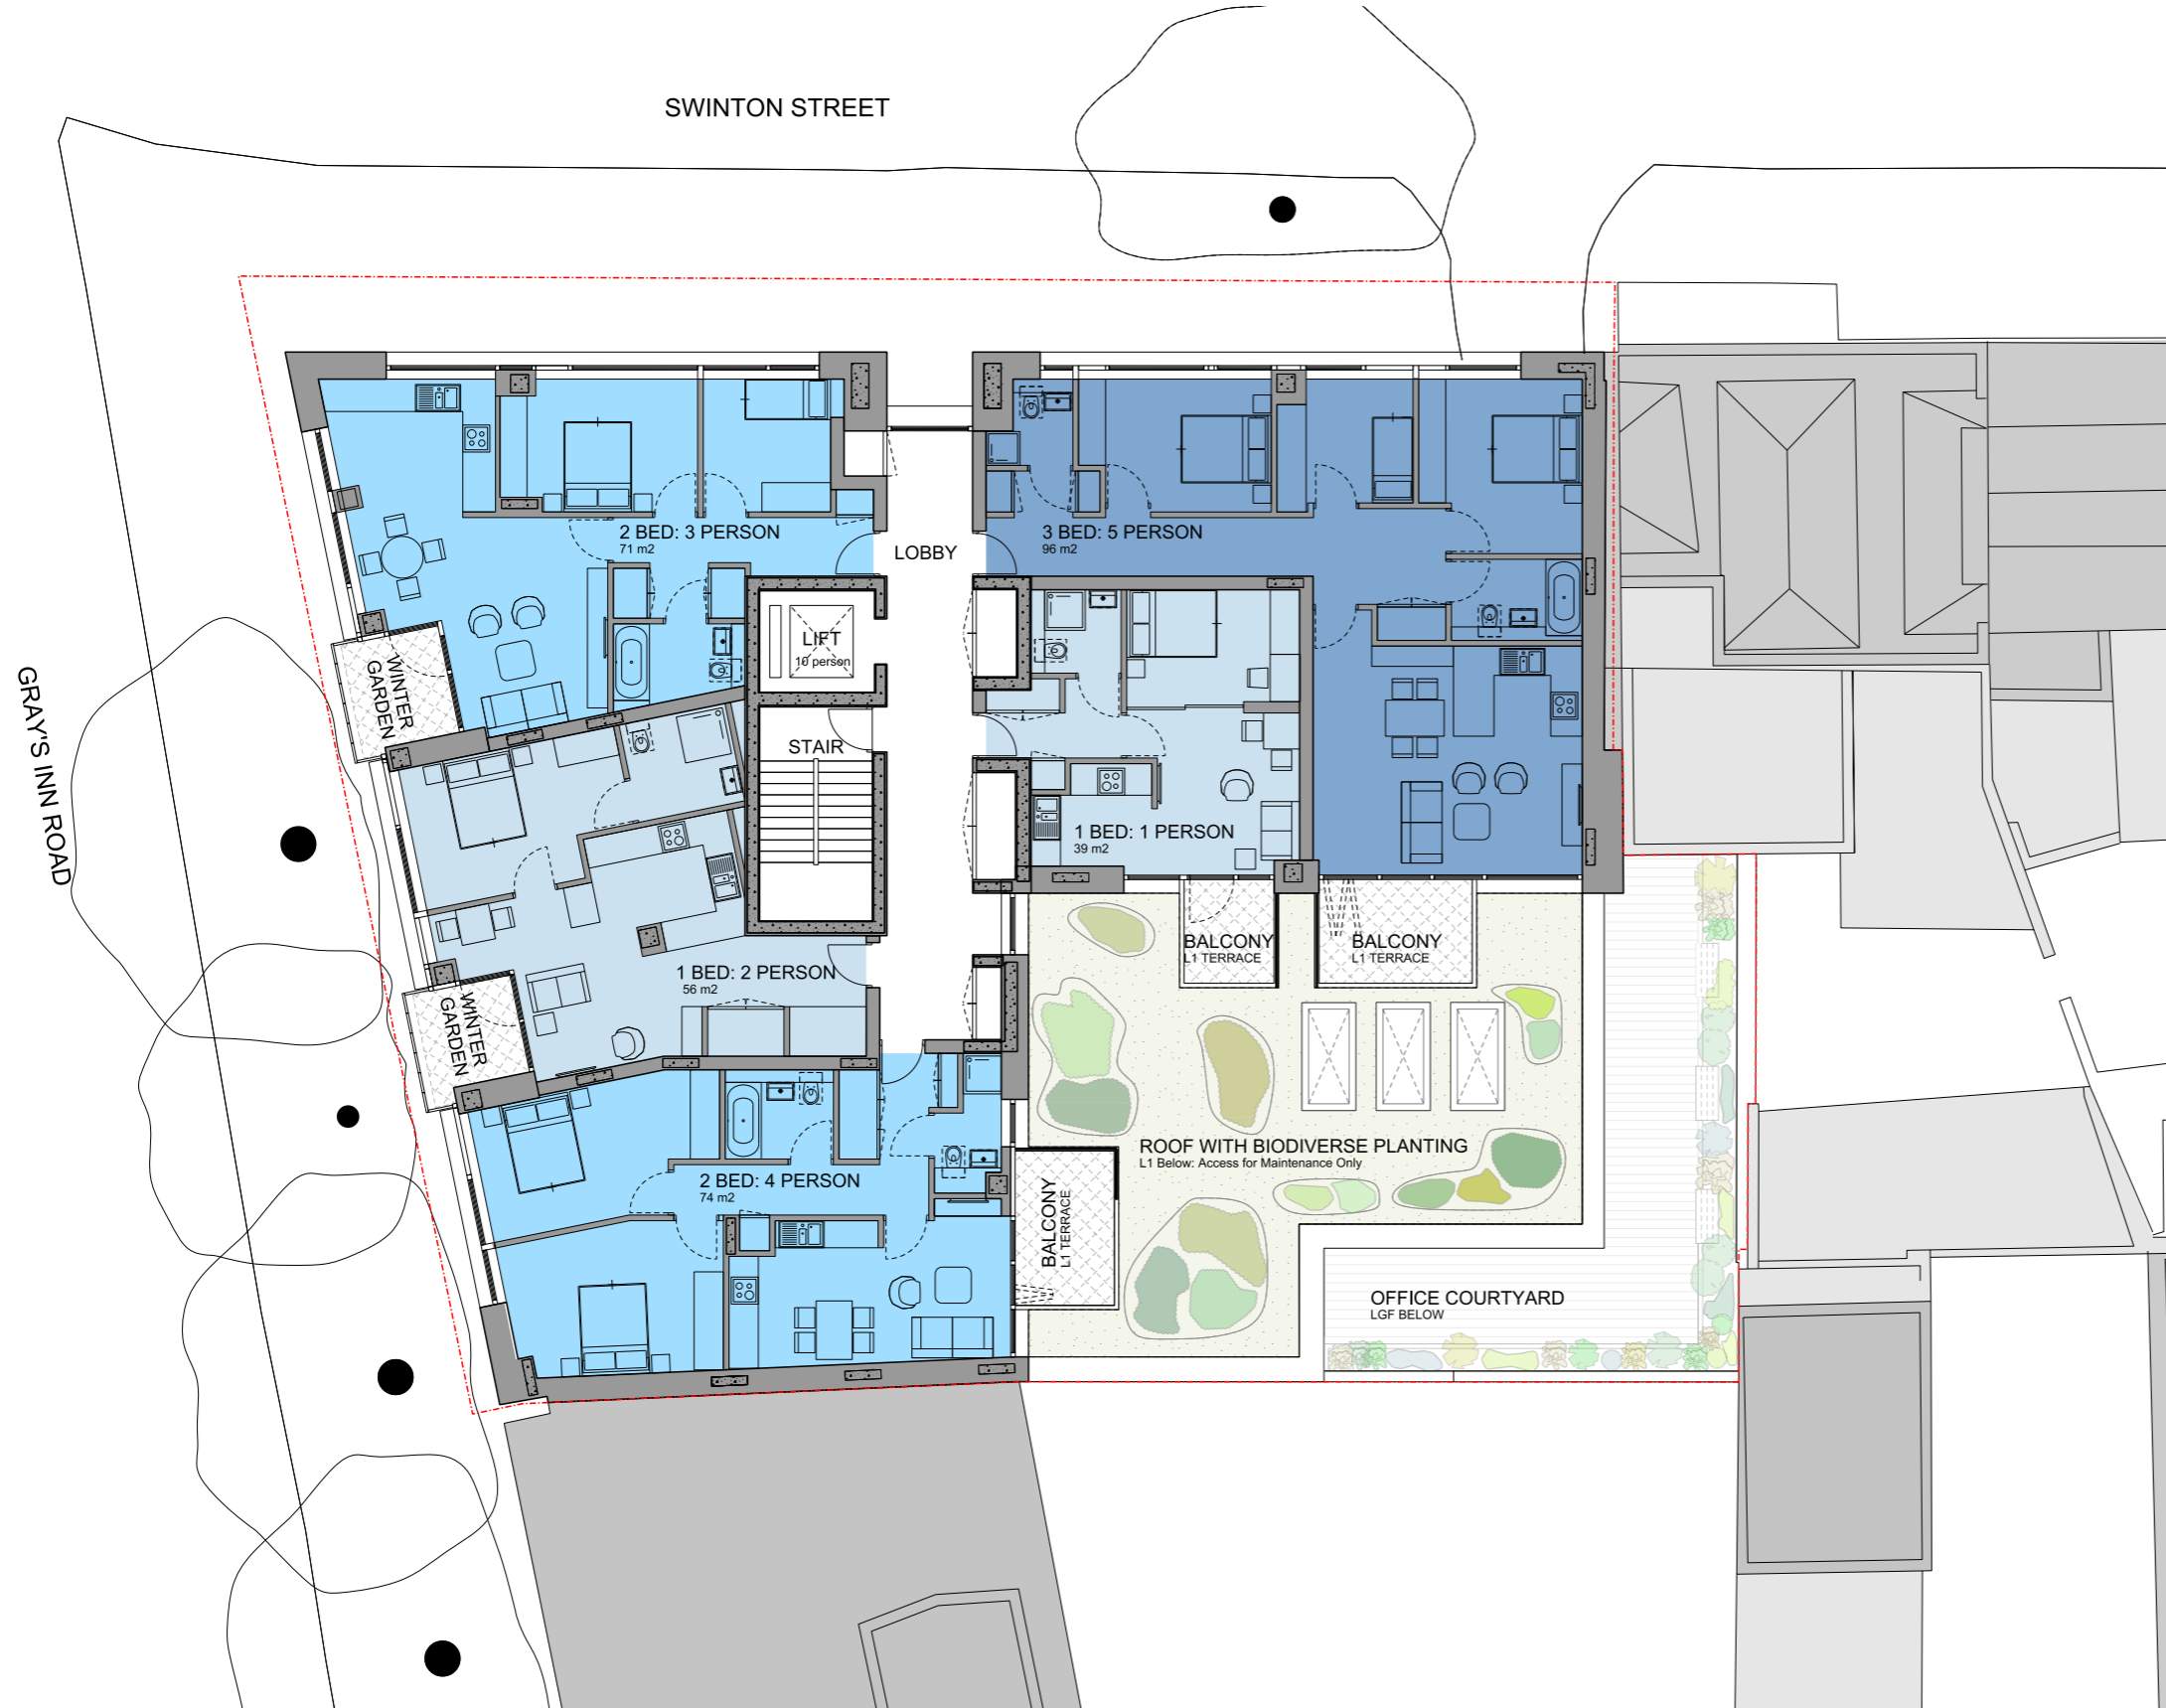 SWINTON STREET
2 BED: 3 PERSON
71 m2
LOBBY
3 BED: 5 PERSON
96 m2
LIFT
10 person
WINTER
GARDEN
GRAY'S INN ROAD
STAIR
1 BED: 1 PERSON
39 m2
BALCONY
L1 TERRACE
BALCONY
L1 TERRACE
1 BED: 2 PERSON
56 m2
WINTER
GARDEN
ROOF WITH BIODIVERSE PLANTING
L1 Below: Access for Maintenance Only
2 BED: 4 PERSON
74 m2
BALCONY
L1 TERRACE
OFFICE COURTYARD
LGF BELOW